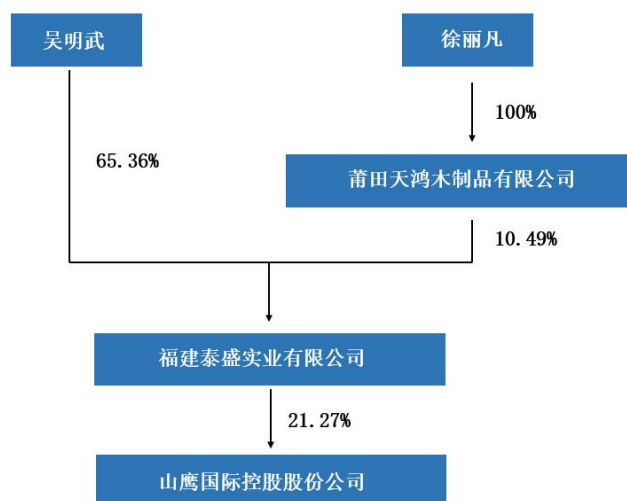 吴明武
徐丽凡
100%
65.36%
莆田天鸿木制品有限公司
10.49%
福建泰盛实业有限公司
21.27%
山鹰国际控股股份公司